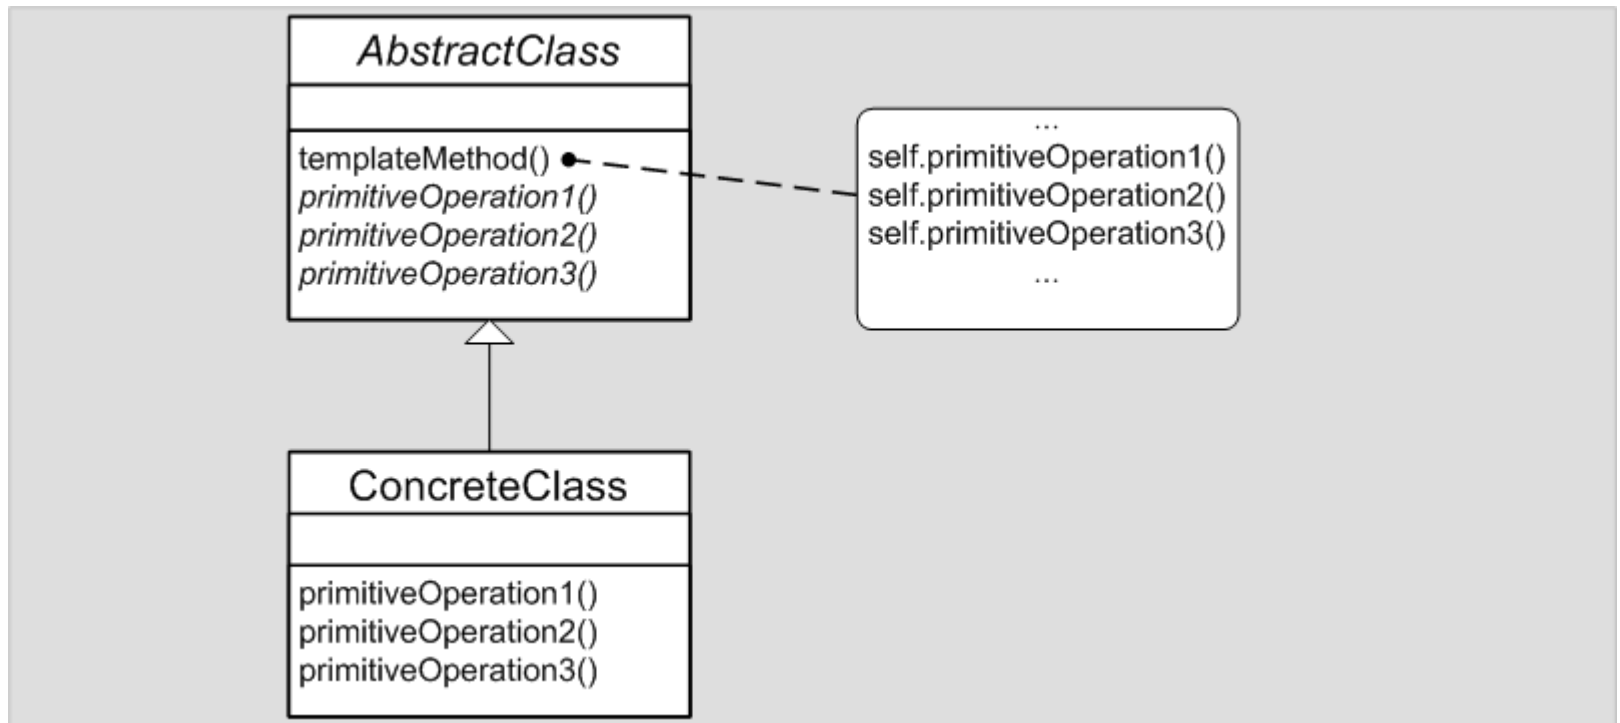 AbstractClass
templateMethod()
primitiveOperation1()
primitiveOperation2()
primitiveOperation3()
...
self.primitiveOperation1()
self.primitiveOperation2()
self.primitiveOperation3()
...
ConcreteClass
primitiveOperation1()
primitiveOperation2()
primitiveOperation3()